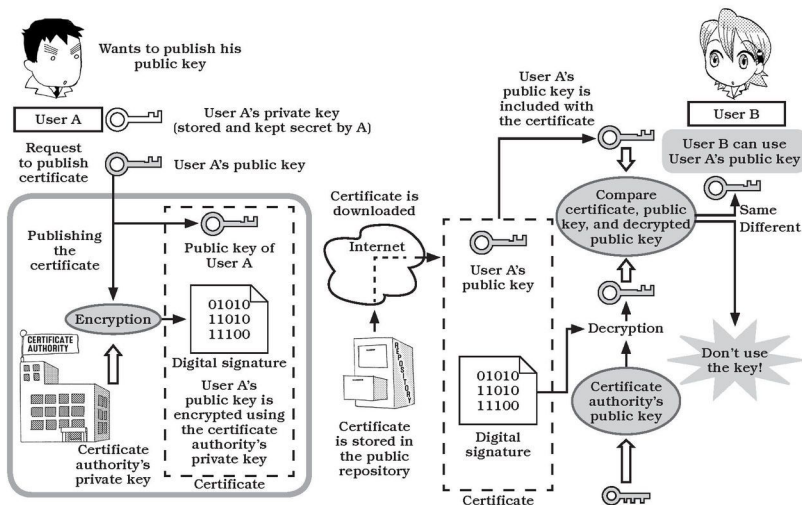 Wants to publish his
public key
User A
User A's private key
(stored and kept secret by A)
Request
to publish
certificate
User A's public key
Publishing
the
certificate
Public key of
User A
Encryption
01010
11010
11100
Digital signature
CERTIFICATE
AUTHORITY
User A's
public key is
encrypted using
the certificate
authority's
private key
Certificate
authority's
private key
Certificate
Certificate is
downloaded
Internet
REPOSITORY
Certificate
is stored in
the public
repository
User A's
public key is
included with
the certificate
User A's
public key
01010
11010
11100
Digital
signature
Certificate
User B
User B can use
User A's public key
Compare
certificate, public
key, and decrypted
public key
Same
Different
Decryption
Don't use
the key!
Certificate
authority's
public key